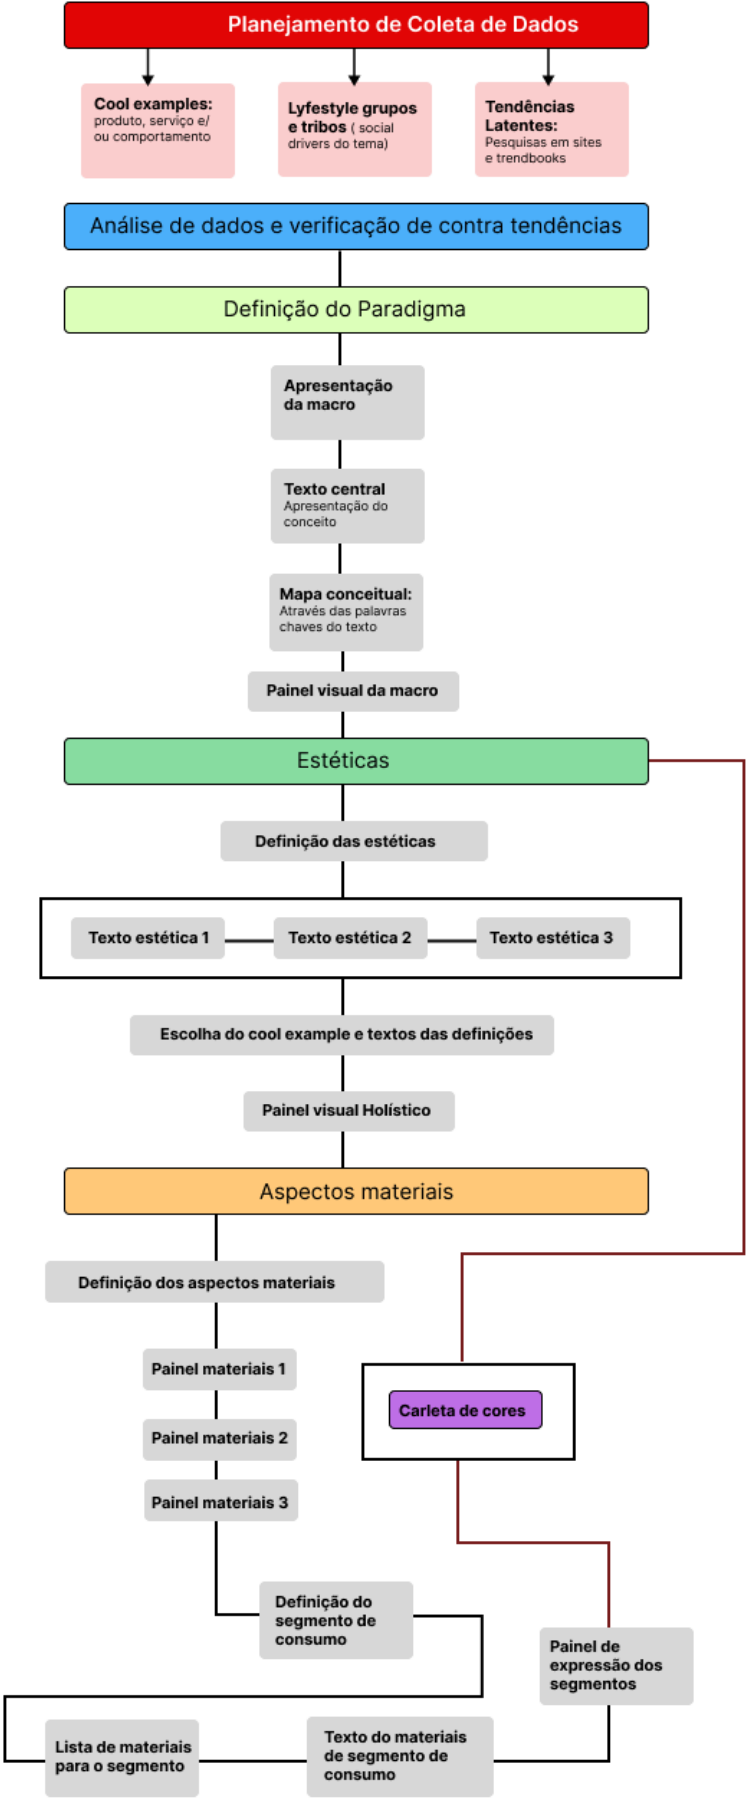 Planejamento de Coleta de Dados
Cool examples:
produto, serviço e/
ou comportamento
Lyfestyle grupos
e tribos ( social
drivers do tema)
Tendências
Latentes:
Pesquisas em sites
e trendbooks
Análise de dados e verificação de contra tendências
Definição do Paradigma
Apresentação
da macro
Texto central
Apresentação do
conceito
Mapa conceitual:
Através das palavras
chaves do texto
Painel visual da macro
Estéticas
Definição das estéticas
Texto estética 1
Texto estética 2
Texto estética 3
Escolha do cool example e textos das definições
Painel visual Holístico
Aspectos materiais
Definição dos aspectos materiais
Painel materiais 1
Painel materiais 2
Painel materiais 3
Carleta de cores
Definição do
segmento de
consumo
Painel de
expressão dos
segmentos
Lista de materiais
para o segmento
Texto do materiais
de segmento de
consumo